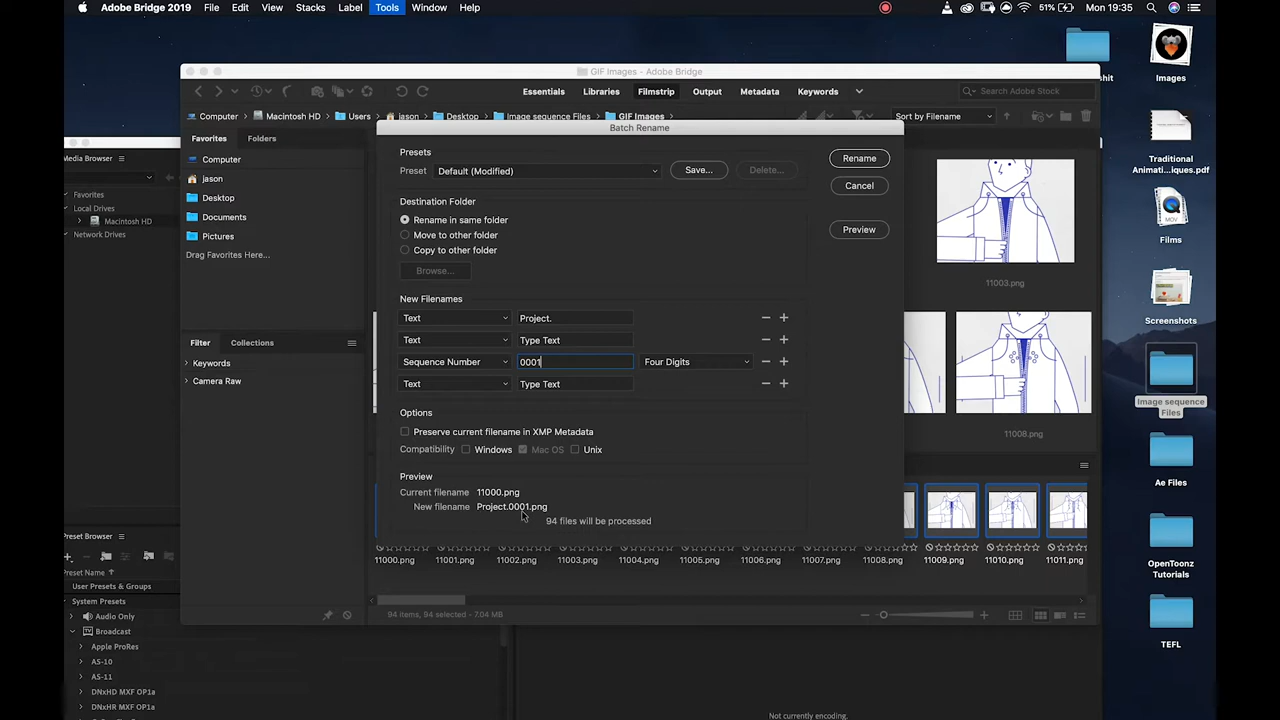 Adobe Bridge 2019 File Edit View Stacks Label Tools Window Help 51% Mon 19:35
GIF Images - Adobe Bridge
Essentials Libraries Filmstrip Output Metadata Keywords Search Adobe Stock
Computer Macintosh HD Users jason Desktop Image sequence Files GIF Images Sort by Filename
Favorites Folders
Computer
jason
Desktop
Documents
Pictures
Drag Favorites Here...
Filter Collections
Keywords
Camera Raw
Media Browser
Favorites
Local Drives
Macintosh HD
Network Drives
Preset Browser
Preset Name
User Presets & Groups
System Presets
Audio Only
Broadcast
Apple ProRes
AS-10
AS-11
DNxHD MXF OP1a
DNxHR MXF OP1a
Batch Rename
Presets
Preset Default (Modified) Save... Delete...
Rename
Cancel
Preview
Destination Folder
Rename in same folder
Move to other folder
Copy to other folder
Browse...
New Filenames
Text Project.
Text Type Text
Sequence Number 0001 Four Digits
Text Type Text
Options
Preserve current filename in XMP Metadata
Compatibility Windows Mac OS Unix
Preview
Current filename 11000.png
New filename Project.0001.png
94 files will be processed
11003.png
11008.png
11000.png 11001.png 11002.png 11003.png 11004.png 11005.png 11006.png 11007.png 11008.png 11009.png 11010.png 11011.png
94 items, 94 selected - 7.04 MB
Not currently encoding.
Images
Traditional
Animati...iques.pdf
MOV
Films
Screenshots
Image sequence
Files
Ae Files
OpenToonz
Tutorials
TEFL